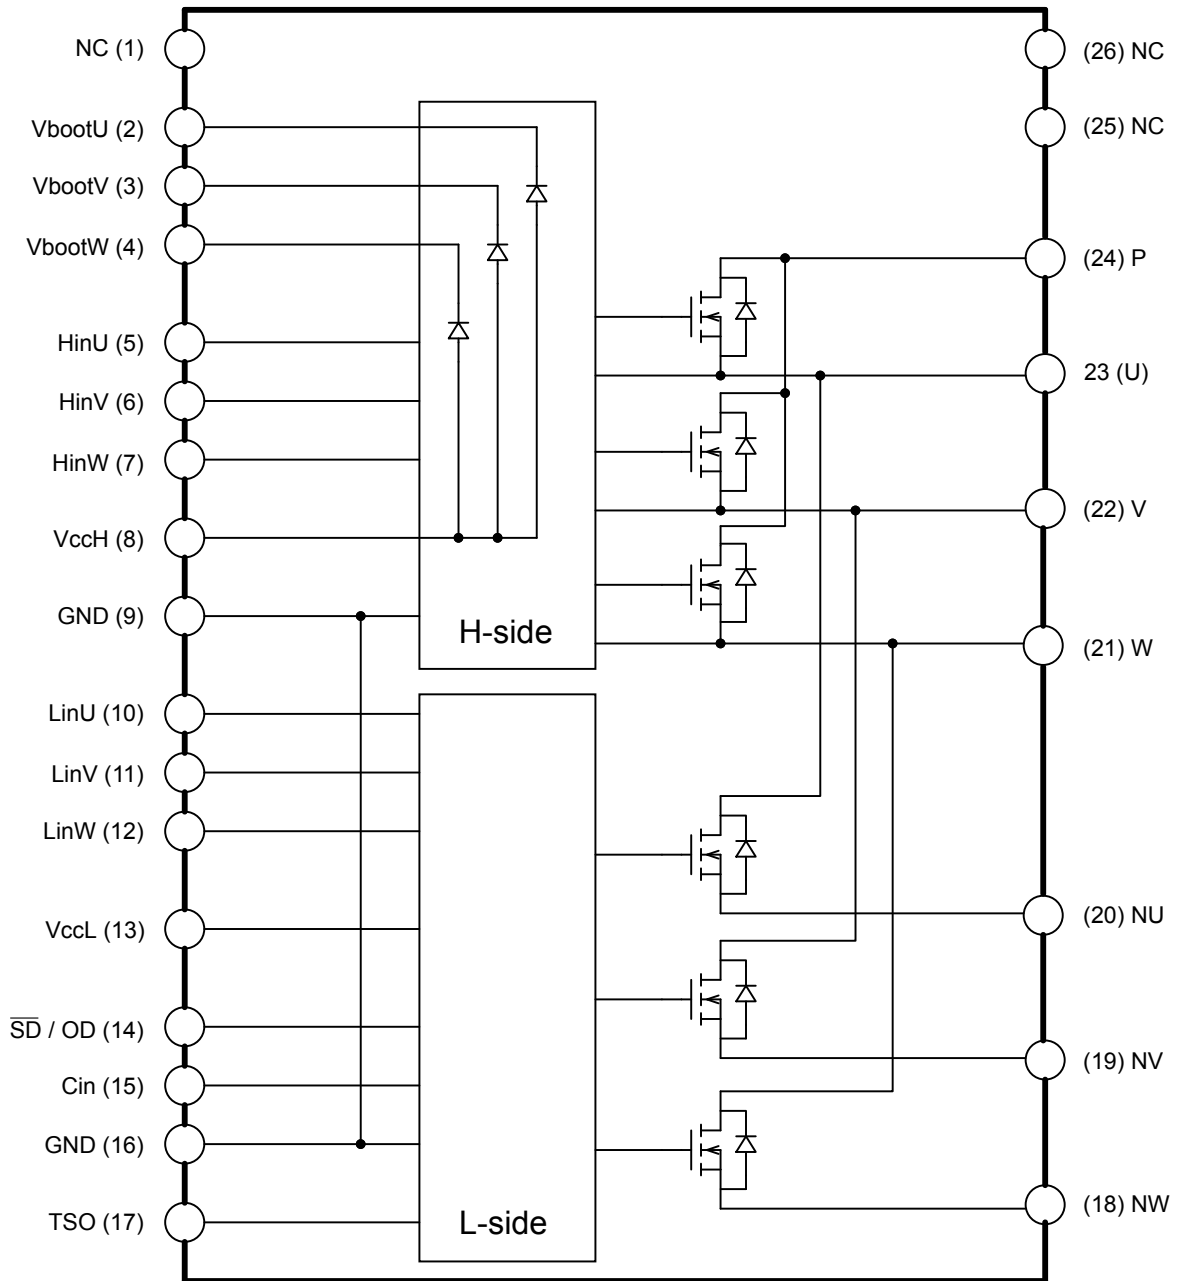 NC (1)
VbootU (2)
VbootV (3)
VbootW (4)
HinU (5)
HinV (6)
HinW (7)
VccH (8)
GND (9)
LinU (10)
LinV (11)
LinW (12)
VccL (13)
S̅D̅ / OD (14)
Cin (15)
GND (16)
TSO (17)
H-side
L-side
(26) NC
(25) NC
(24) P
23 (U)
(22) V
(21) W
(20) NU
(19) NV
(18) NW